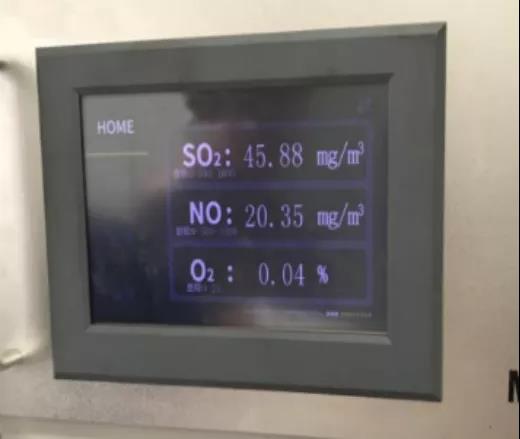 HOME
SO₂: 45.88 mg/m³
NO: 20.35 mg/m³
O₂ : 0.04 %